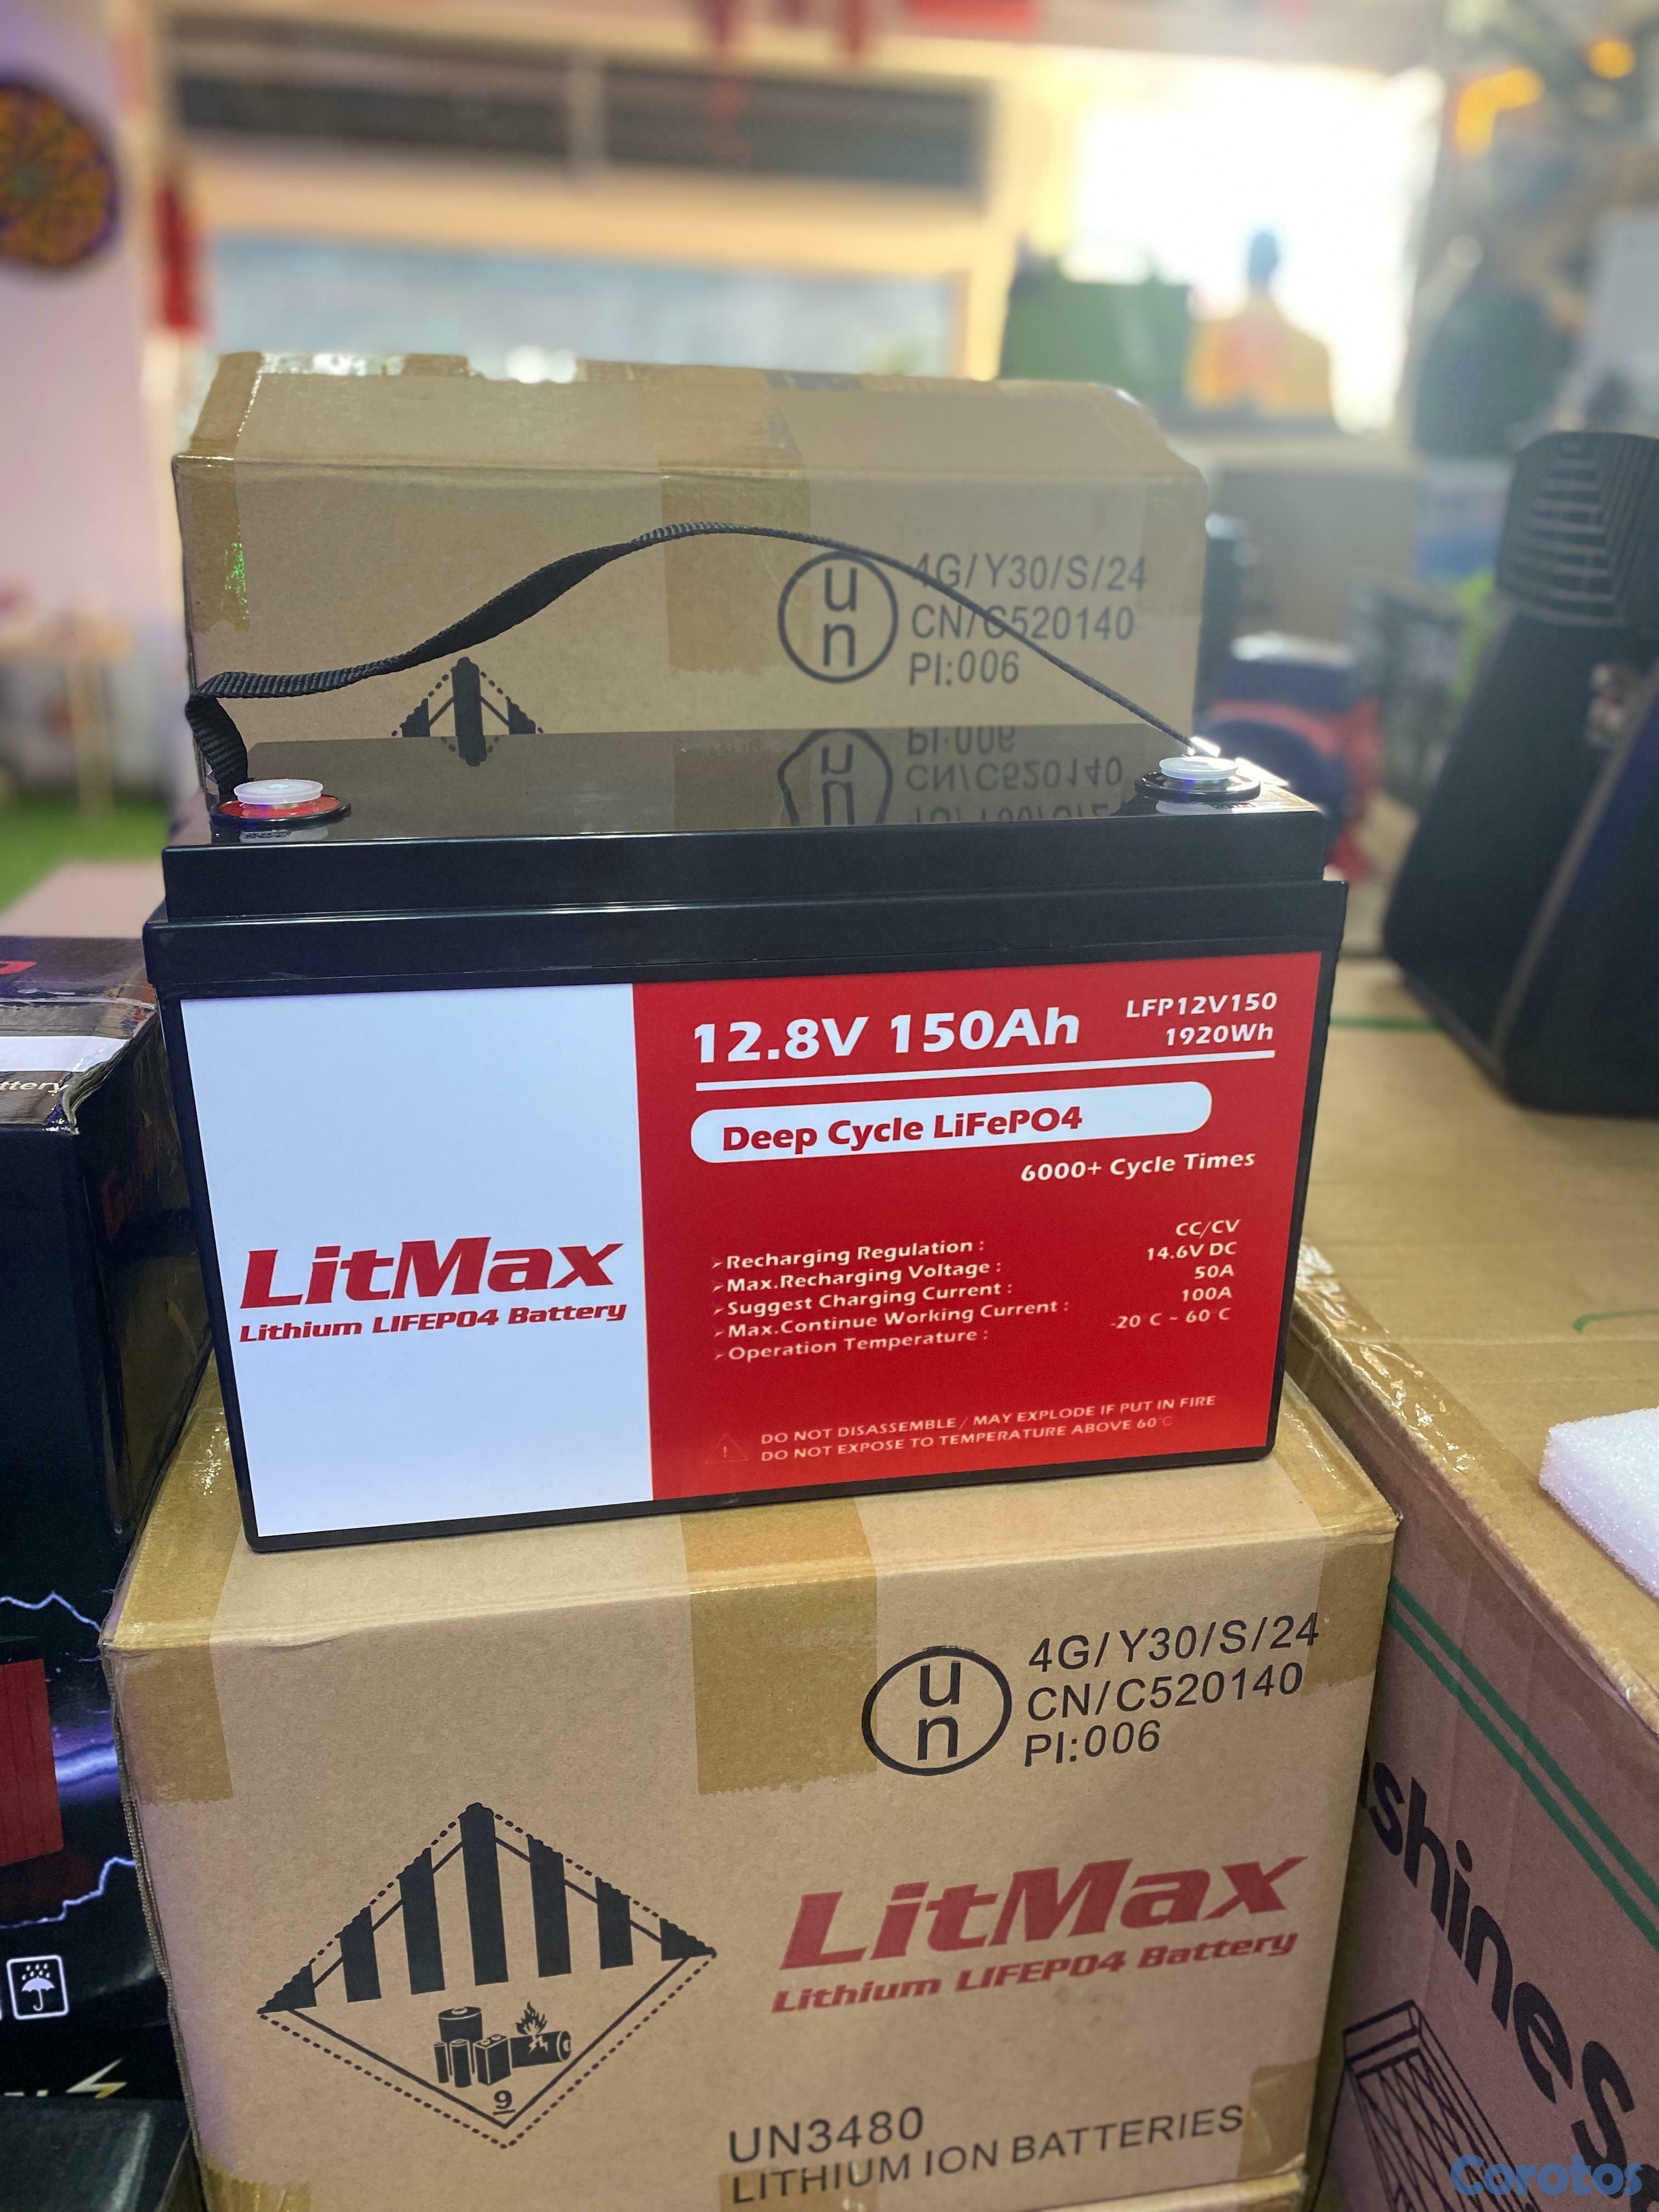 4G/Y30/S/24
CN/C520140
PI:006
un
12.8V 150Ah
LFP12V150
1920Wh
Deep Cycle LiFePO4
6000+ Cycle Times
➢Recharging Regulation : CC/CV
➢Max.Recharging Voltage : 14.6V DC
➢Suggest Charging Current : 50A
➢Max.Continue Working Current : 100A
➢Operation Temperature : -20°C ~ 60°C
LitMax
Lithium LIFEPO4 Battery
DO NOT DISASSEMBLE / MAY EXPLODE IF PUT IN FIRE
DO NOT EXPOSE TO TEMPERATURE ABOVE 60°C
ttery
un
4G/Y30/S/24
CN/C520140
PI:006
LitMax
Lithium LIFEPO4 Battery
9
UN3480
LITHIUM ION BATTERIES
shines
Corotos